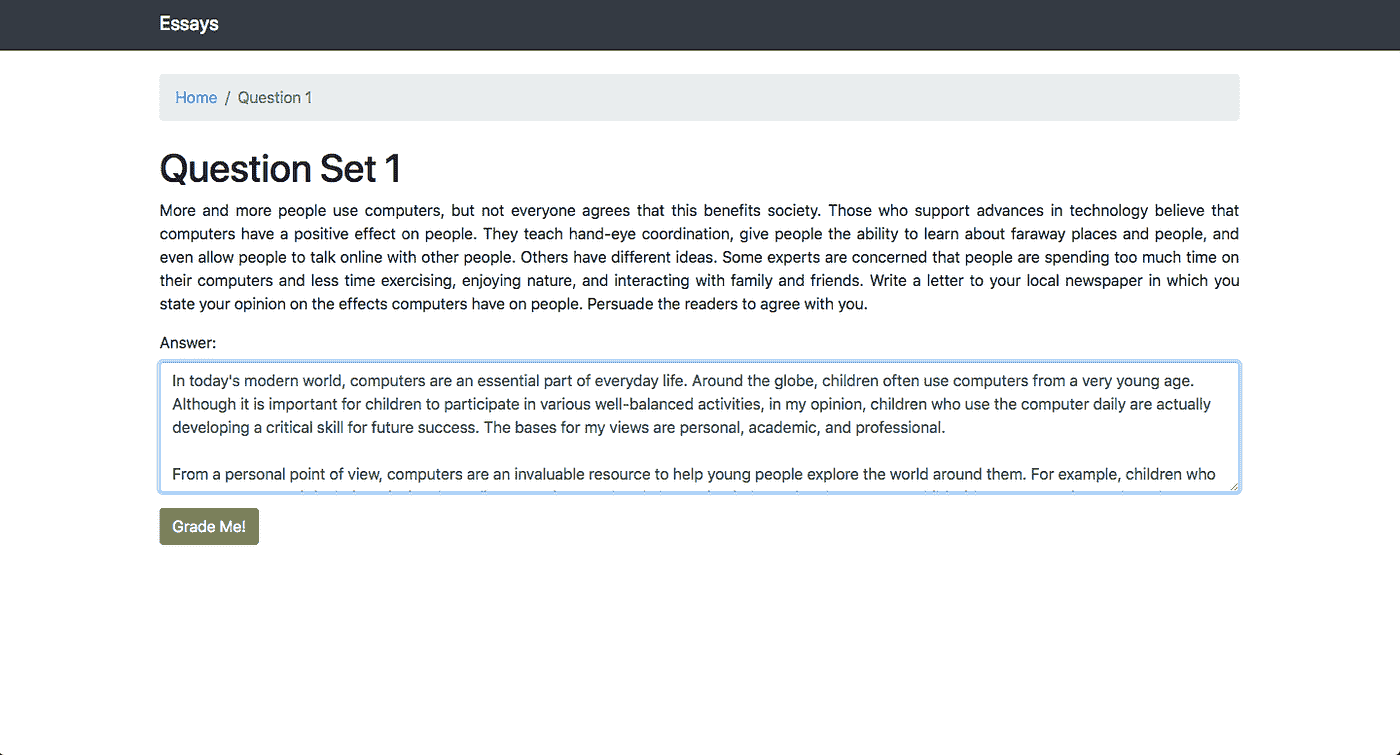 Essays
Home / Question 1
Question Set 1
More and more people use computers, but not everyone agrees that this benefits society. Those who support advances in technology believe that
computers have a positive effect on people. They teach hand-eye coordination, give people the ability to learn about faraway places and people, and
even allow people to talk online with other people. Others have different ideas. Some experts are concerned that people are spending too much time on
their computers and less time exercising, enjoying nature, and interacting with family and friends. Write a letter to your local newspaper in which you
state your opinion on the effects computers have on people. Persuade the readers to agree with you.
Answer:
In today's modern world, computers are an essential part of everyday life. Around the globe, children often use computers from a very young age.
Although it is important for children to participate in various well-balanced activities, in my opinion, children who use the computer daily are actually
developing a critical skill for future success. The bases for my views are personal, academic, and professional.
From a personal point of view, computers are an invaluable resource to help young people explore the world around them. For example, children who
Grade Me!